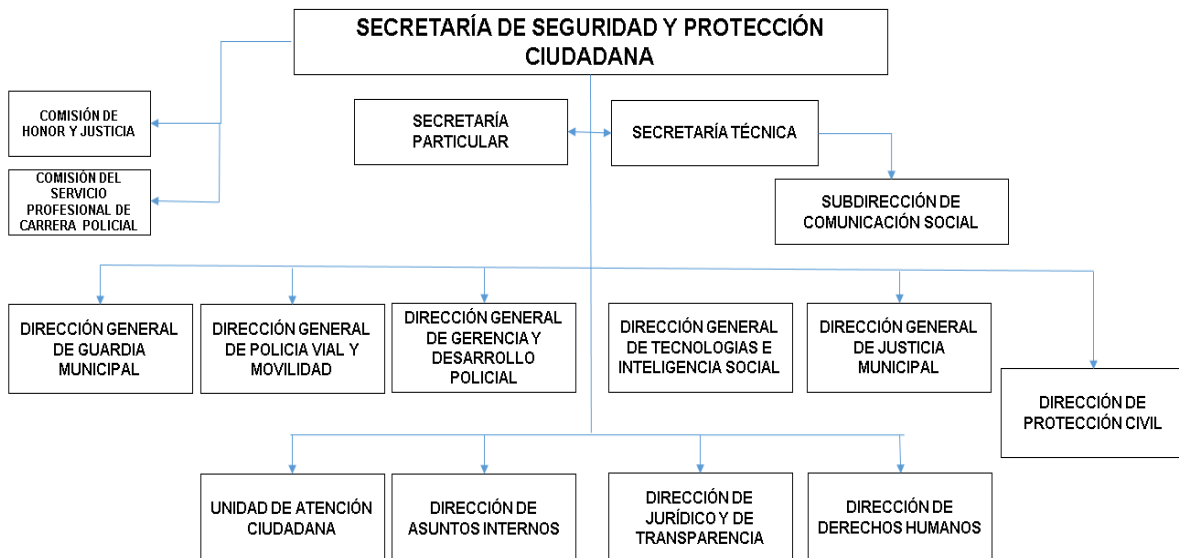 SECRETARÍA DE SEGURIDAD Y PROTECCIÓN
CIUDADANA
COMISIÓN DE
HONOR Y JUSTICIA
SECRETARÍA
PARTICULAR
SECRETARÍA TÉCNICA
COMISIÓN DEL
SERVICIO
PROFESIONAL DE
CARRERA POLICIAL
SUBDIRECCIÓN DE
COMUNICACIÓN SOCIAL
DIRECCIÓN GENERAL
DE GUARDIA
MUNICIPAL
DIRECCIÓN GENERAL
DE POLICIA VIAL Y
MOVILIDAD
DIRECCIÓN GENERAL
DE GERENCIA Y
DESARROLLO
POLICIAL
DIRECCIÓN GENERAL
DE TECNOLOGIAS E
INTELIGENCIA SOCIAL
DIRECCIÓN GENERAL
DE JUSTICIA
MUNICIPAL
DIRECCIÓN DE
PROTECCIÓN CIVIL
UNIDAD DE ATENCIÓN
CIUDADANA
DIRECCIÓN DE
ASUNTOS INTERNOS
DIRECCIÓN DE
JURÍDICO Y DE
TRANSPARENCIA
DIRECCIÓN DE
DERECHOS HUMANOS